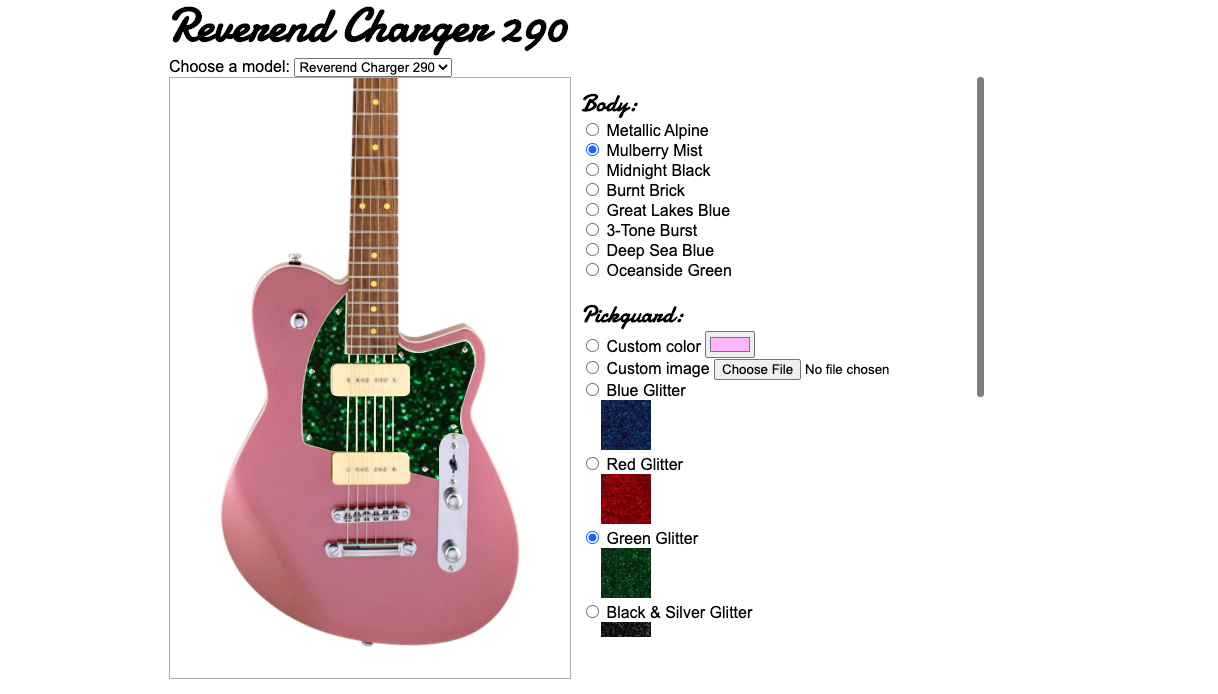 Reverend Charger 290
Choose a model: Reverend Charger 290
Body:
Metallic Alpine
Mulberry Mist
Midnight Black
Burnt Brick
Great Lakes Blue
3-Tone Burst
Deep Sea Blue
Oceanside Green
Pickguard:
Custom color
Custom image Choose File No file chosen
Blue Glitter
Red Glitter
Green Glitter
Black & Silver Glitter